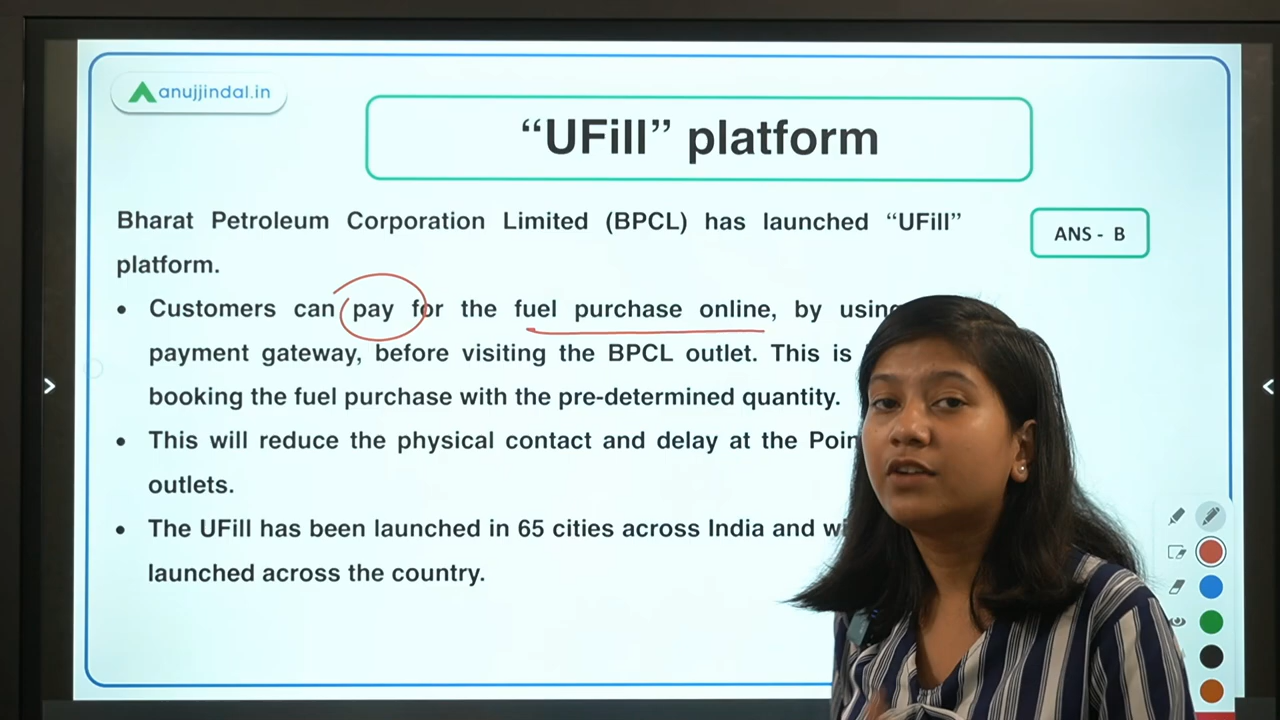 anujjindal.in
“UFill” platform
Bharat Petroleum Corporation Limited (BPCL) has launched “UFill”
platform.
ANS - B
• Customers can pay for the fuel purchase online, by using
payment gateway, before visiting the BPCL outlet. This is
booking the fuel purchase with the pre-determined quantity.
• This will reduce the physical contact and delay at the
outlets.
• The UFill has been launched in 65 cities across India and
launched across the country.